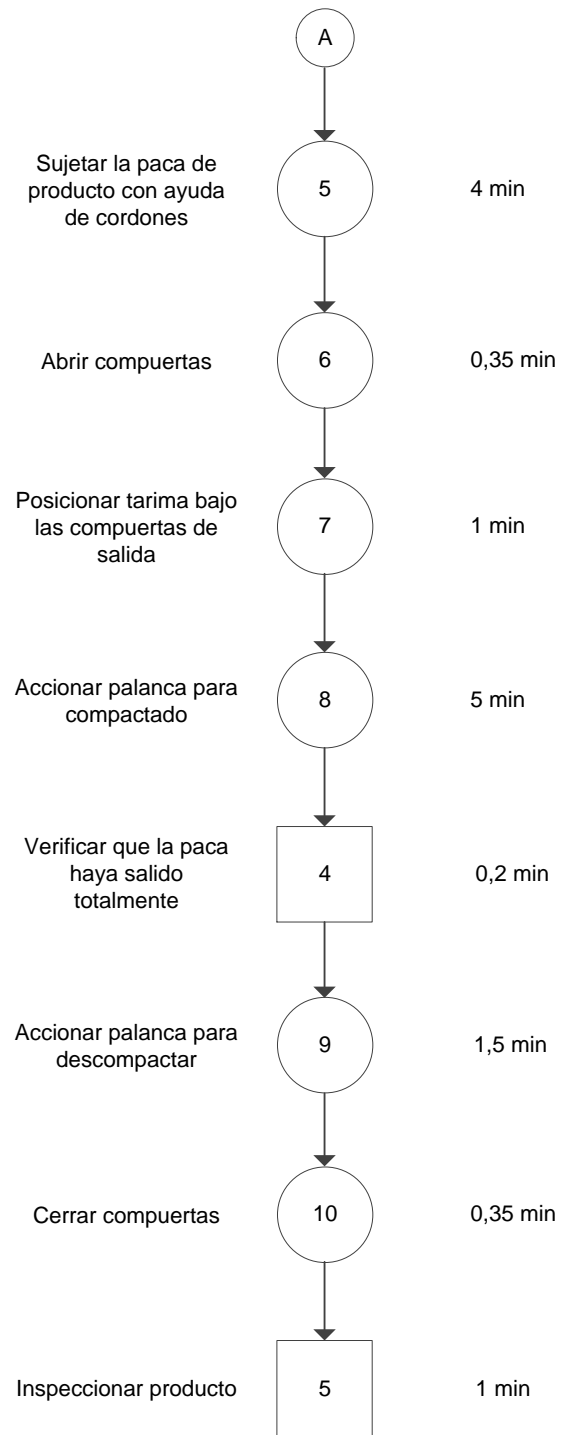 A
Sujetar la paca de
producto con ayuda
de cordones
5
4 min
Abrir compuertas
6
0,35 min
Posicionar tarima bajo
las compuertas de
salida
7
1 min
Accionar palanca para
compactado
8
5 min
Verificar que la paca
haya salido
totalmente
4
0,2 min
Accionar palanca para
descompactar
9
1,5 min
Cerrar compuertas
10
0,35 min
Inspeccionar producto
5
1 min